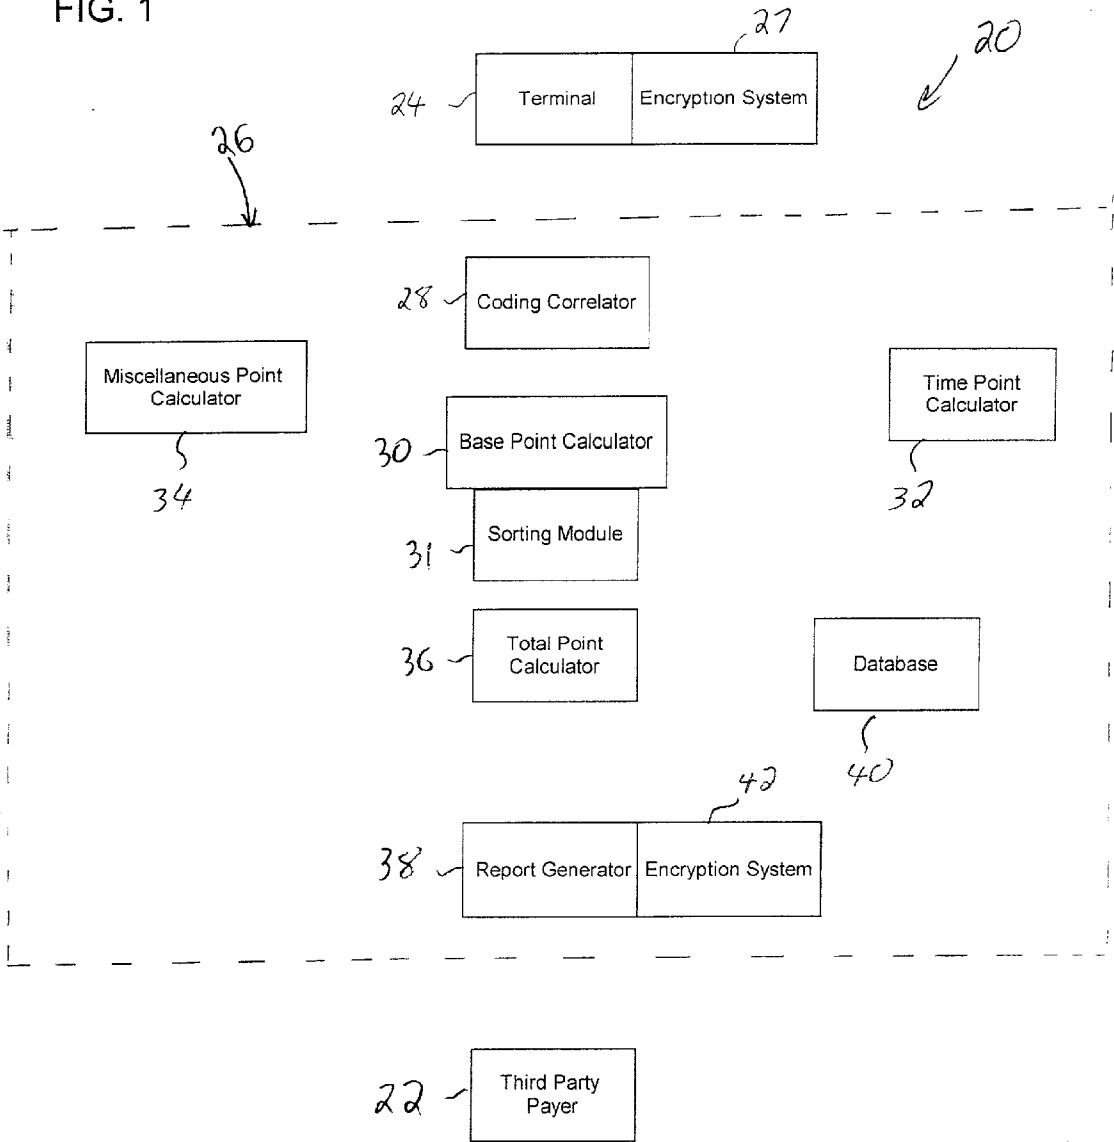 FIG. 1
27
20
24
Terminal
Encryption System
26
28
Coding Correlator
Miscellaneous Point
Calculator
34
Time Point
Calculator
32
30
Base Point Calculator
31
Sorting Module
36
Total Point
Calculator
Database
40
42
38
Report Generator
Encryption System
22
Third Party
Payer